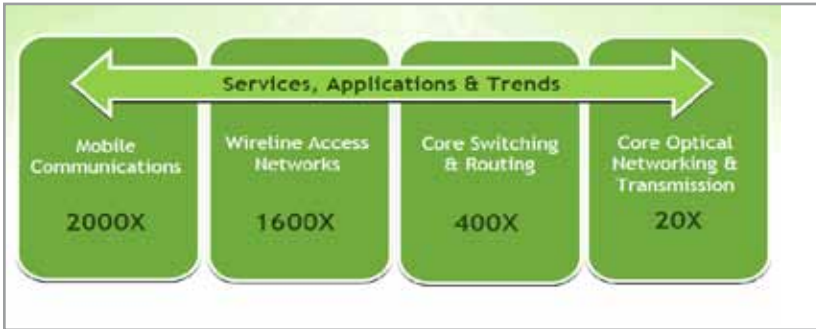 Services, Applications & Trends
Mobile
Communications
2000X
Wireline Access
Networks
1600X
Core Switching
& Routing
400X
Core Optical
Networking &
Transmission
20X